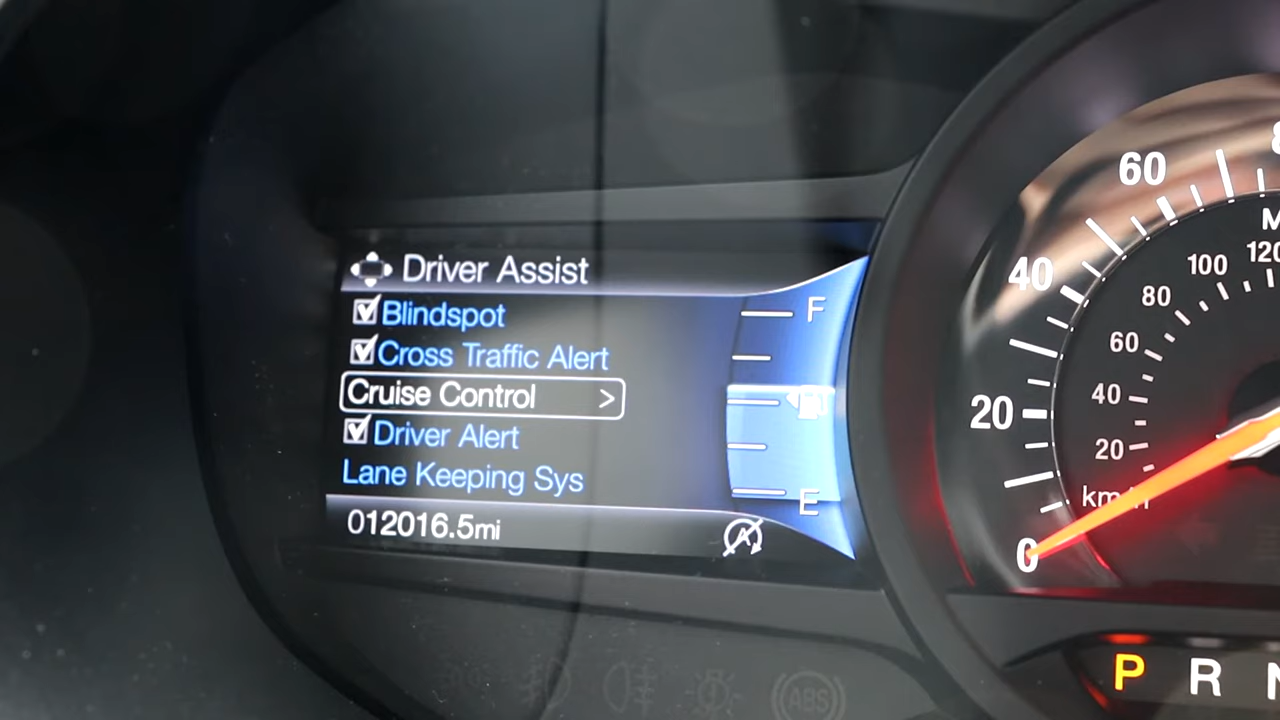 Driver Assist
Blindspot
Cross Traffic Alert
Cruise Control >
Driver Alert
Lane Keeping Sys
012016.5mi
F
E
A
60
40
20
0
120
100
80
60
40
20
km/h
P R
ABS